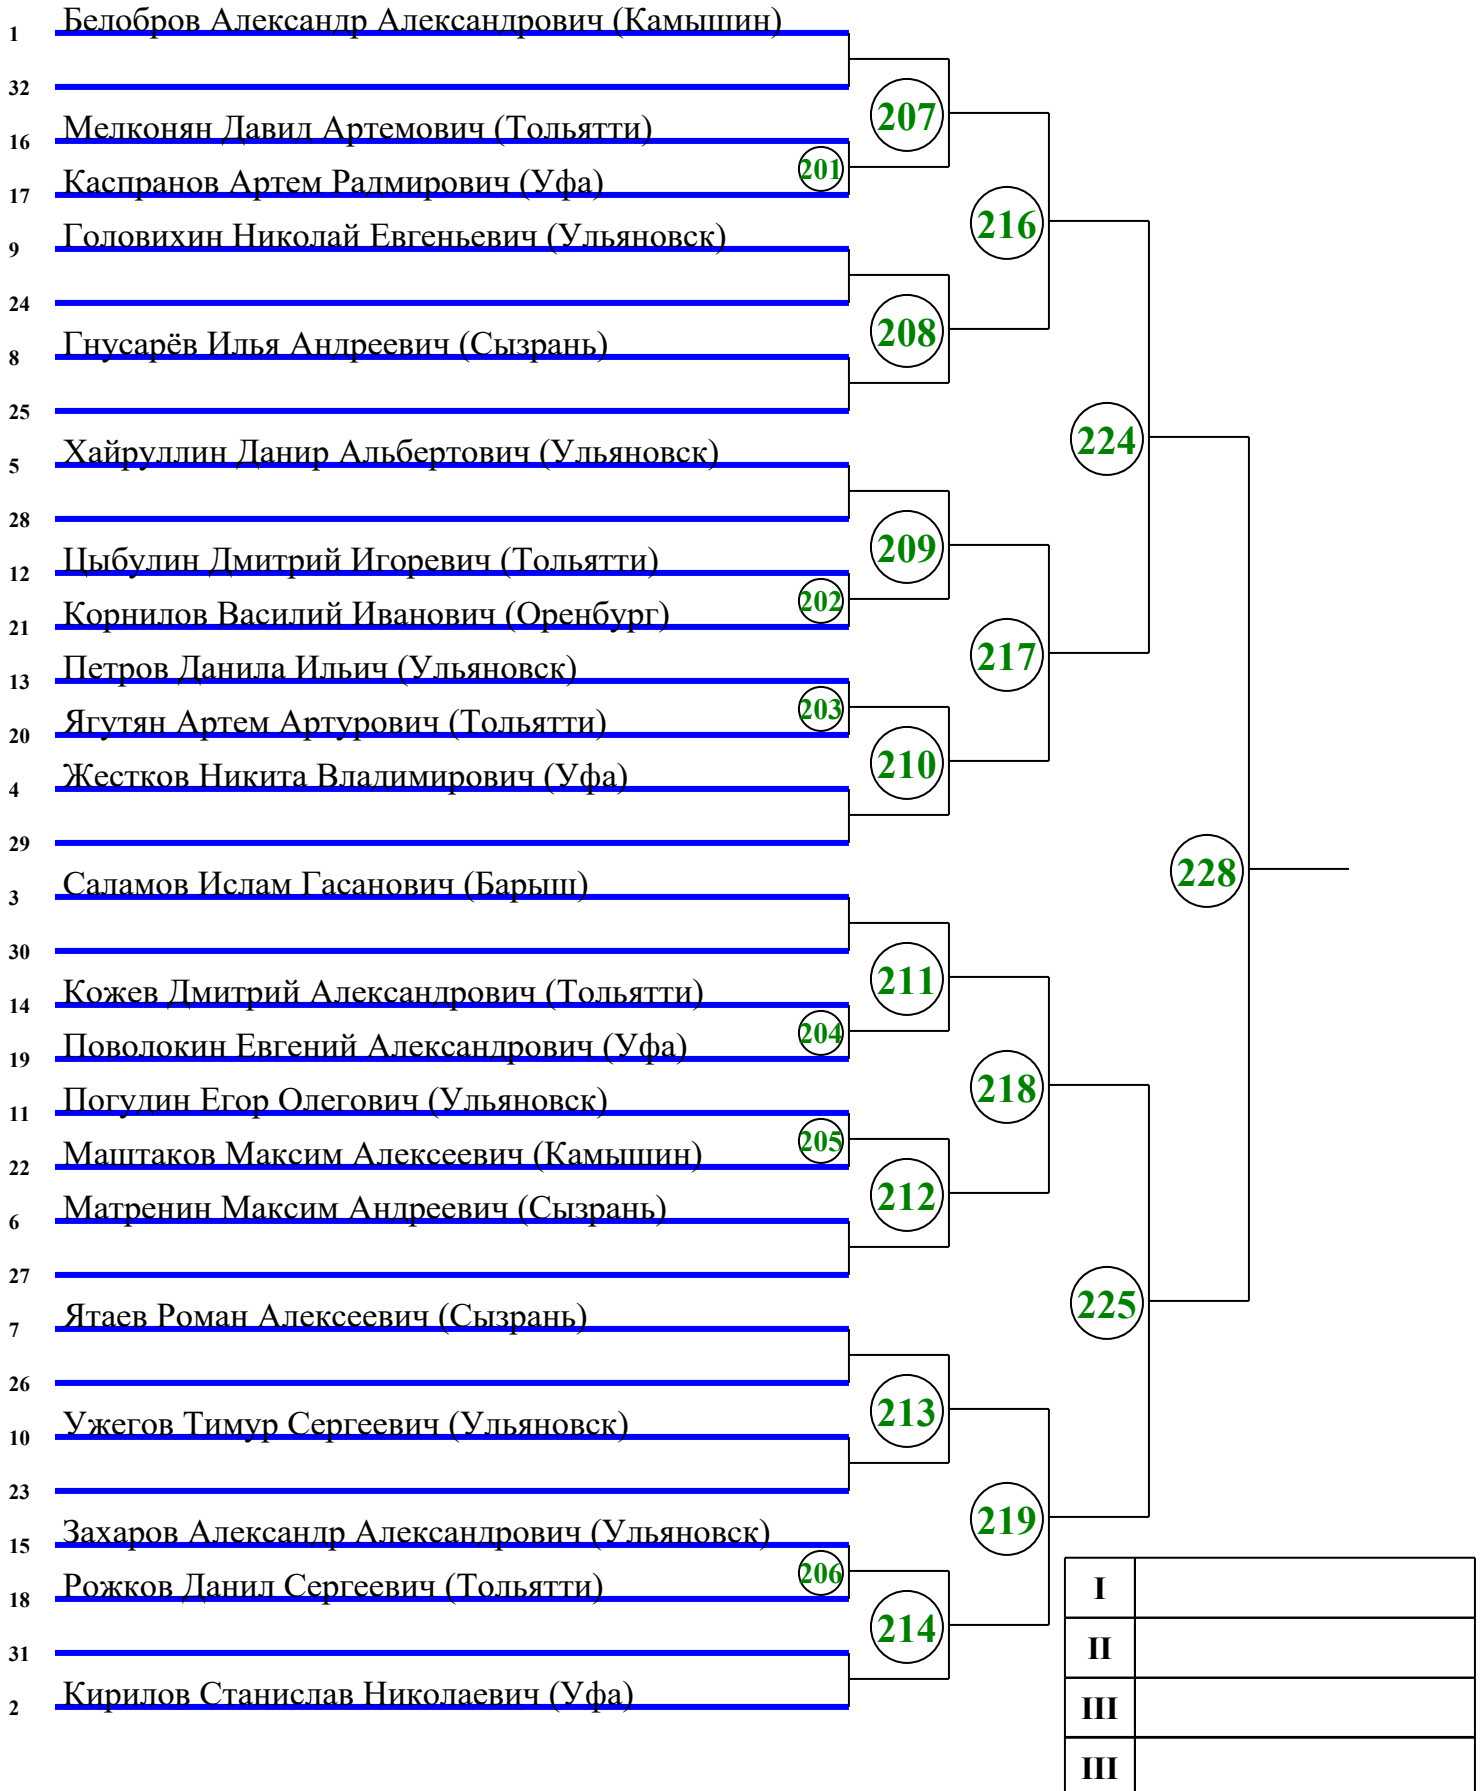 1 Белобров Александр Александрович (Камышин)
32
16 Мелконян Давид Артемович (Тольятти)
17 Каспранов Артем Радмирович (Уфа)
9 Головихин Николай Евгеньевич (Ульяновск)
24
8 Гнусарёв Илья Андреевич (Сызрань)
25
5 Хайруллин Данир Альбертович (Ульяновск)
28
12 Цыбулин Дмитрий Игоревич (Тольятти)
21 Корнилов Василий Иванович (Оренбург)
13 Петров Данила Ильич (Ульяновск)
20 Ягутян Артем Артурович (Тольятти)
4 Жестков Никита Владимирович (Уфа)
29
3 Саламов Ислам Гасанович (Барыш)
30
14 Кожев Дмитрий Александрович (Тольятти)
19 Поволокин Евгений Александрович (Уфа)
11 Погудин Егор Олегович (Ульяновск)
22 Маштаков Максим Алексеевич (Камышин)
6 Матренин Максим Андреевич (Сызрань)
27
7 Ятаев Роман Алексеевич (Сызрань)
26
10 Ужегов Тимур Сергеевич (Ульяновск)
23
15 Захаров Александр Александрович (Ульяновск)
18 Рожков Данил Сергеевич (Тольятти)
31
2 Кирилов Станислав Николаевич (Уфа)
201
202
203
204
205
206
207
208
209
210
211
212
213
214
216
217
218
219
224
225
228
I
II
III
III